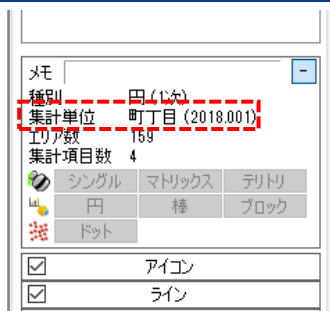 メモ
種別 円(1次)
集計単位 町丁目(2018.001)
エリア数 159
集計項目数 4
シングル マトリックス テリトリ
円 棒 ブロック
ドット
アイコン
ライン